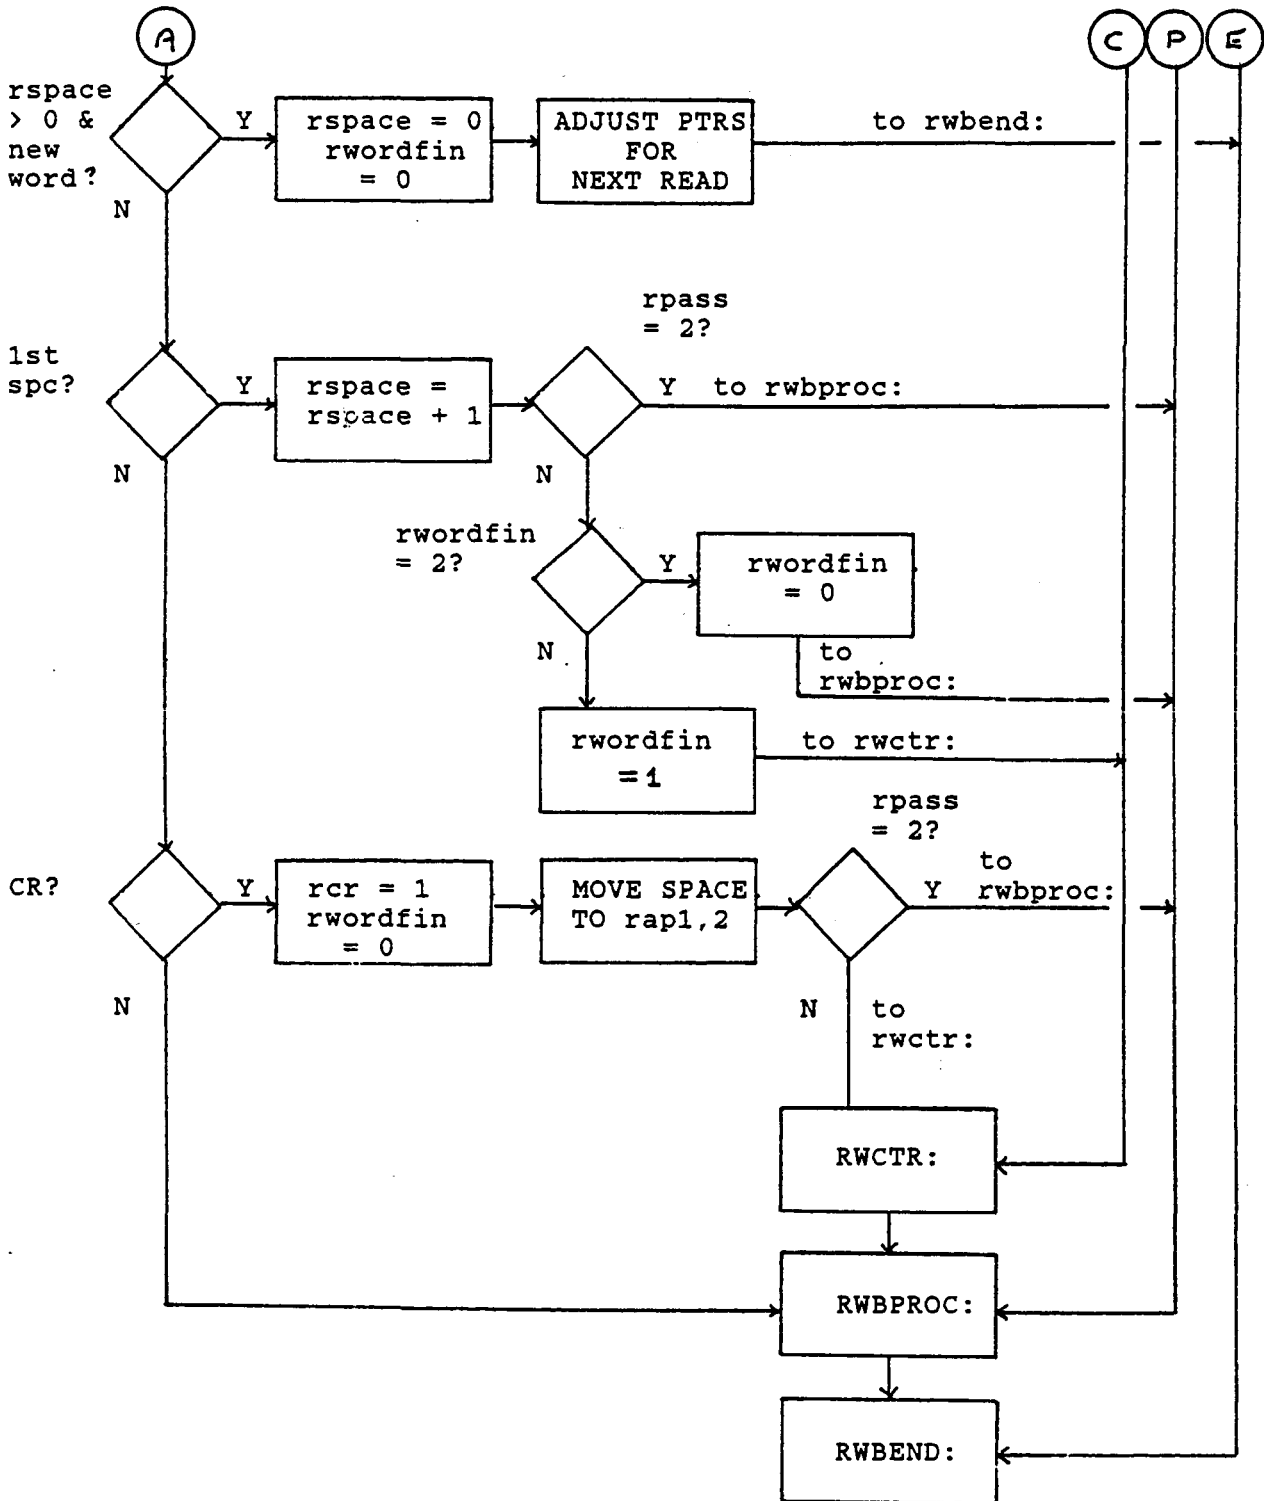 A
C P E
rspace
> 0 &
new
word?
Y
rspace = 0
rwordfin
= 0
ADJUST PTRS
FOR
NEXT READ
to rwbend:
N
rpass
= 2?
1st
spc?
Y
rspace =
rspace + 1
Y to rwbproc:
N
N
rwordfin
= 2?
Y
rwordfin
= 0
N
to
rwbproc:
rwordfin
=1
to rwctr:
rpass
= 2?
CR?
Y
rcr = 1
rwordfin
= 0
MOVE SPACE
TO rap1,2
Y
to
rwbproc:
N
N
to
rwctr:
RWCTR:
RWBPROC:
RWBEND: